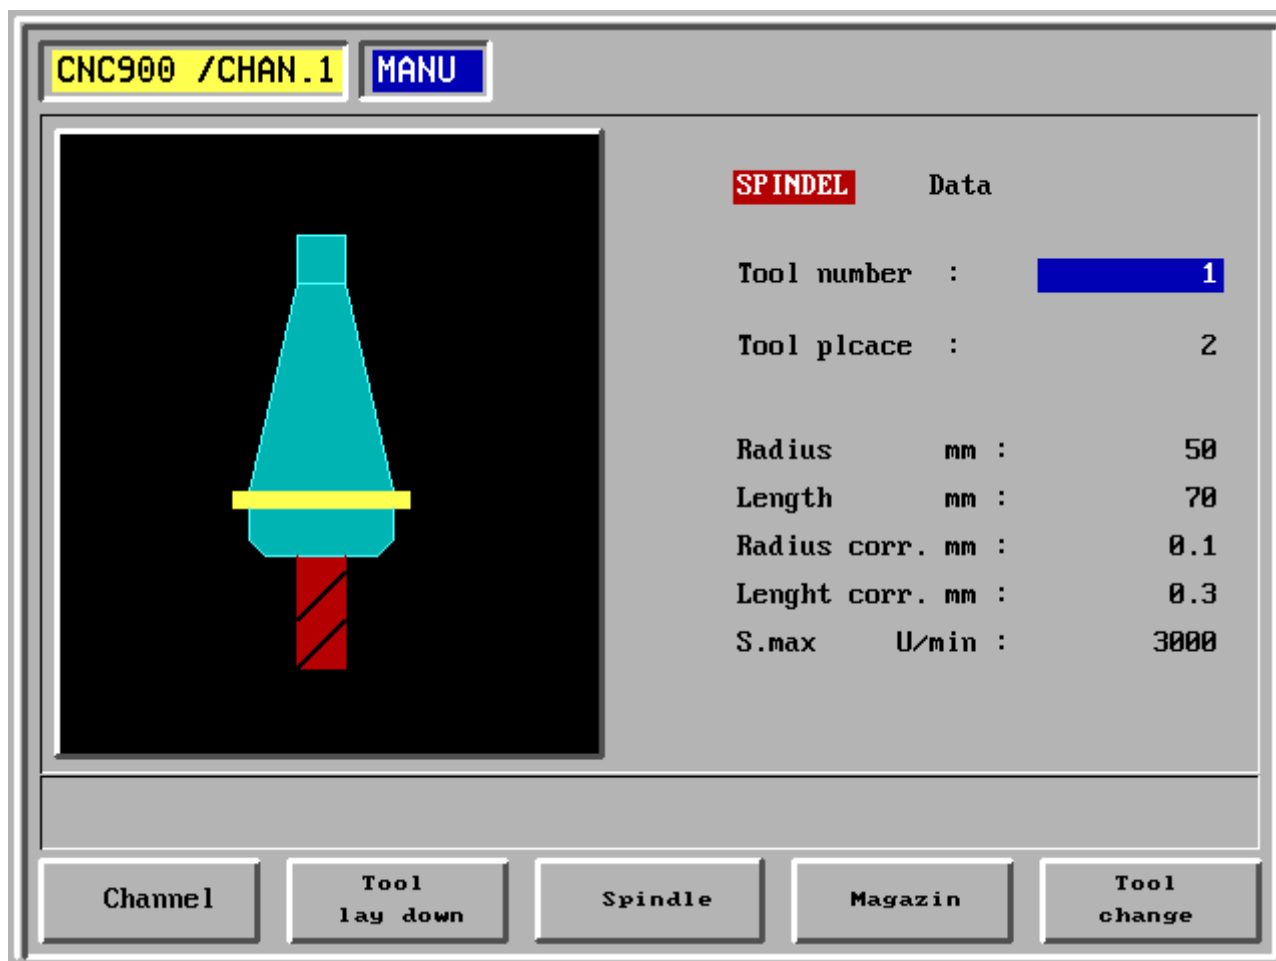 CNC900 /CHAN.1 MANU
SPINDEL Data
Tool number : 1
Tool plcace : 2
Radius mm : 50
Length mm : 70
Radius corr. mm : 0.1
Lenght corr. mm : 0.3
S.max U/min : 3000
Channel
Tool
lay down
Spindle
Magazin
Tool
change